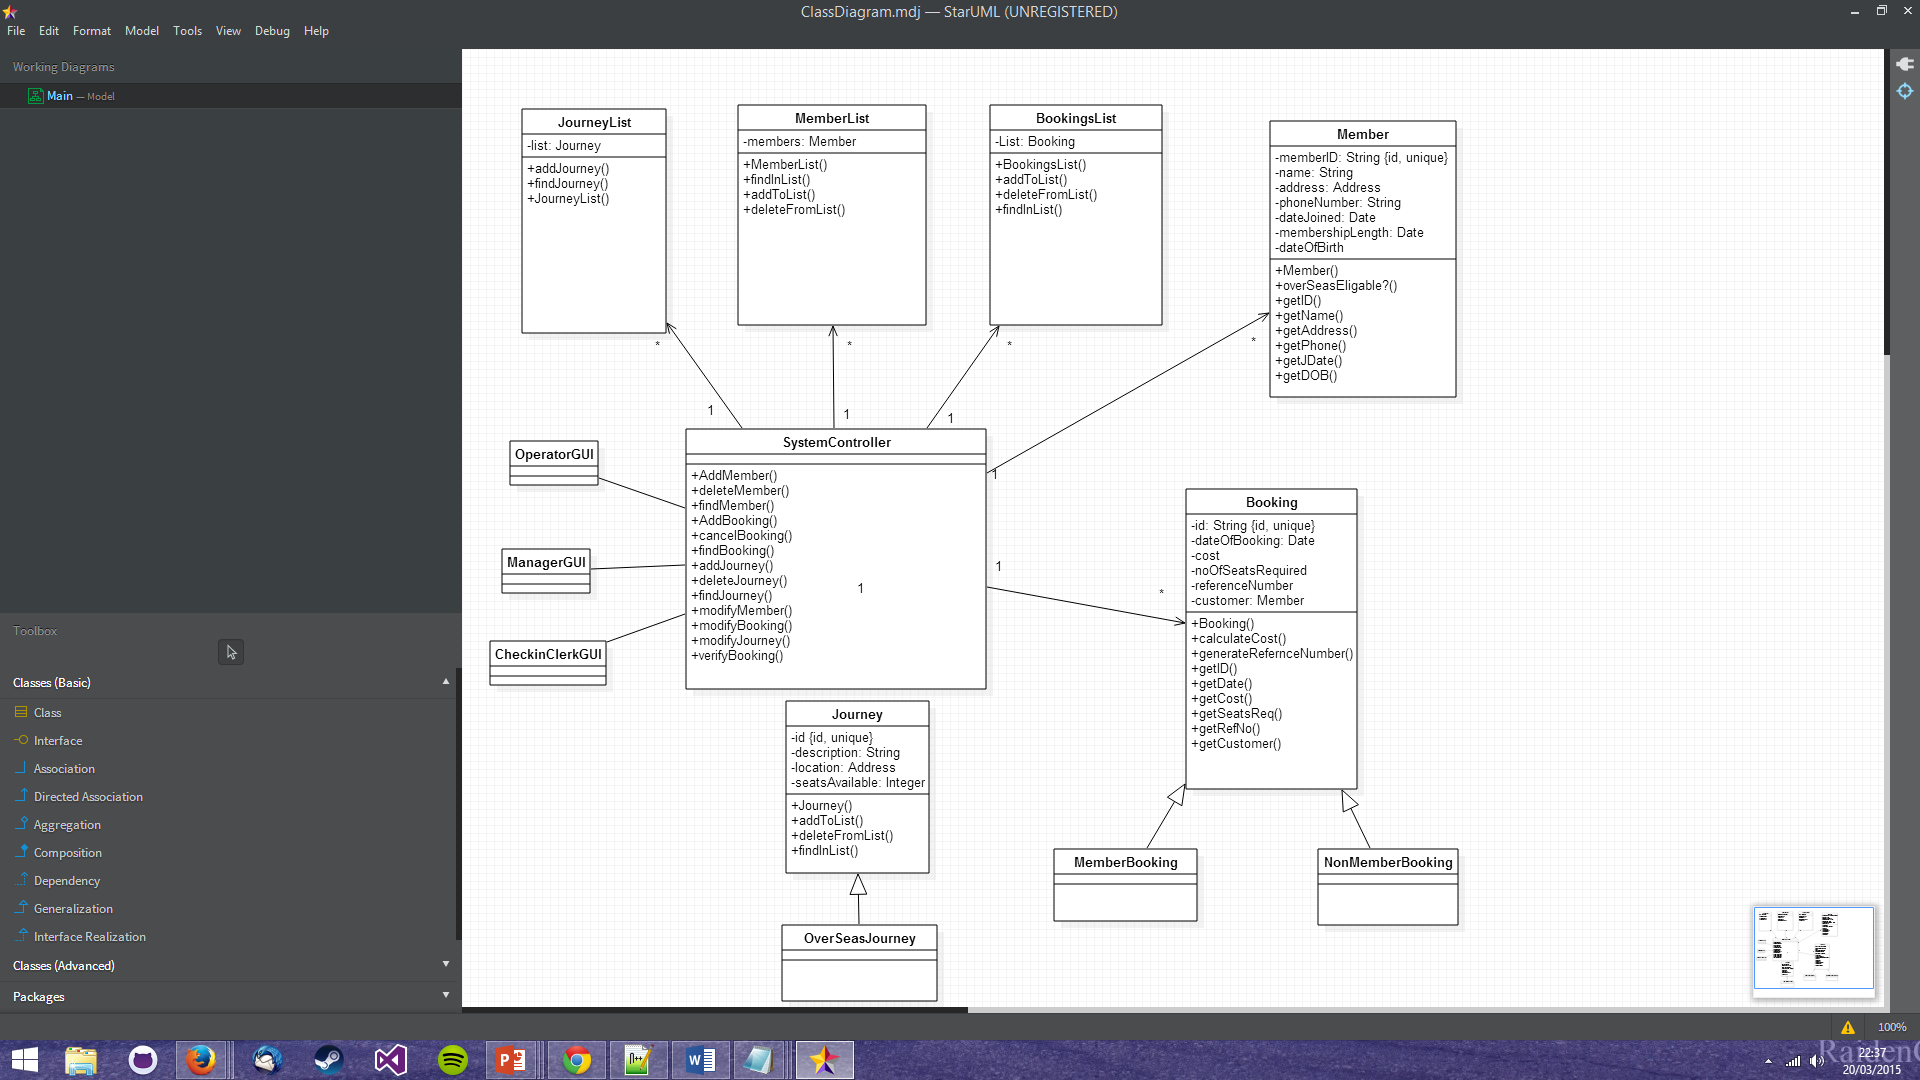 ClassDiagram.mdj — StarUML (UNREGISTERED)
File Edit Format Model Tools View Debug Help
Working Diagrams
Main — Model
JourneyList
-list: Journey
+addJourney()
+findJourney()
+JourneyList()
MemberList
-members: Member
+MemberList()
+findInList()
+addToList()
+deleteFromList()
BookingsList
-List: Booking
+BookingsList()
+addToList()
+deleteFromList()
+findInList()
Member
-memberID: String {id, unique}
-name: String
-address: Address
-phoneNumber: String
-dateJoined: Date
-membershipLength: Date
-dateOfBirth
+Member()
+overSeasEligable?()
+getID()
+getName()
+getAddress()
+getPhone()
+getJDate()
+getDOB()
* * * *
1 1 1
SystemController
+AddMember()
+deleteMember()
+findMember()
+AddBooking()
+cancelBooking()
+findBooking()
+addJourney()
+deleteJourney()
+findJourney()
+modifyMember()
+modifyBooking()
+modifyJourney()
+verifyBooking()
1
1
1
*
OperatorGUI
ManagerGUI
CheckinClerkGUI
Booking
-id: String {id, unique}
-dateOfBooking: Date
-cost
-noOfSeatsRequired
-referenceNumber
-customer: Member
+Booking()
+calculateCost()
+generateRefernceNumber()
+getID()
+getDate()
+getCost()
+getSeatsReq()
+getRefNo()
+getCustomer()
Journey
-id {id, unique}
-description: String
-location: Address
-seatsAvailable: Integer
+Journey()
+addToList()
+deleteFromList()
+findInList()
OverSeasJourney
MemberBooking
NonMemberBooking
Toolbox
Classes (Basic)
Class
Interface
Association
Directed Association
Aggregation
Composition
Dependency
Generalization
Interface Realization
Classes (Advanced)
Packages
100%
22:37
20/03/2015